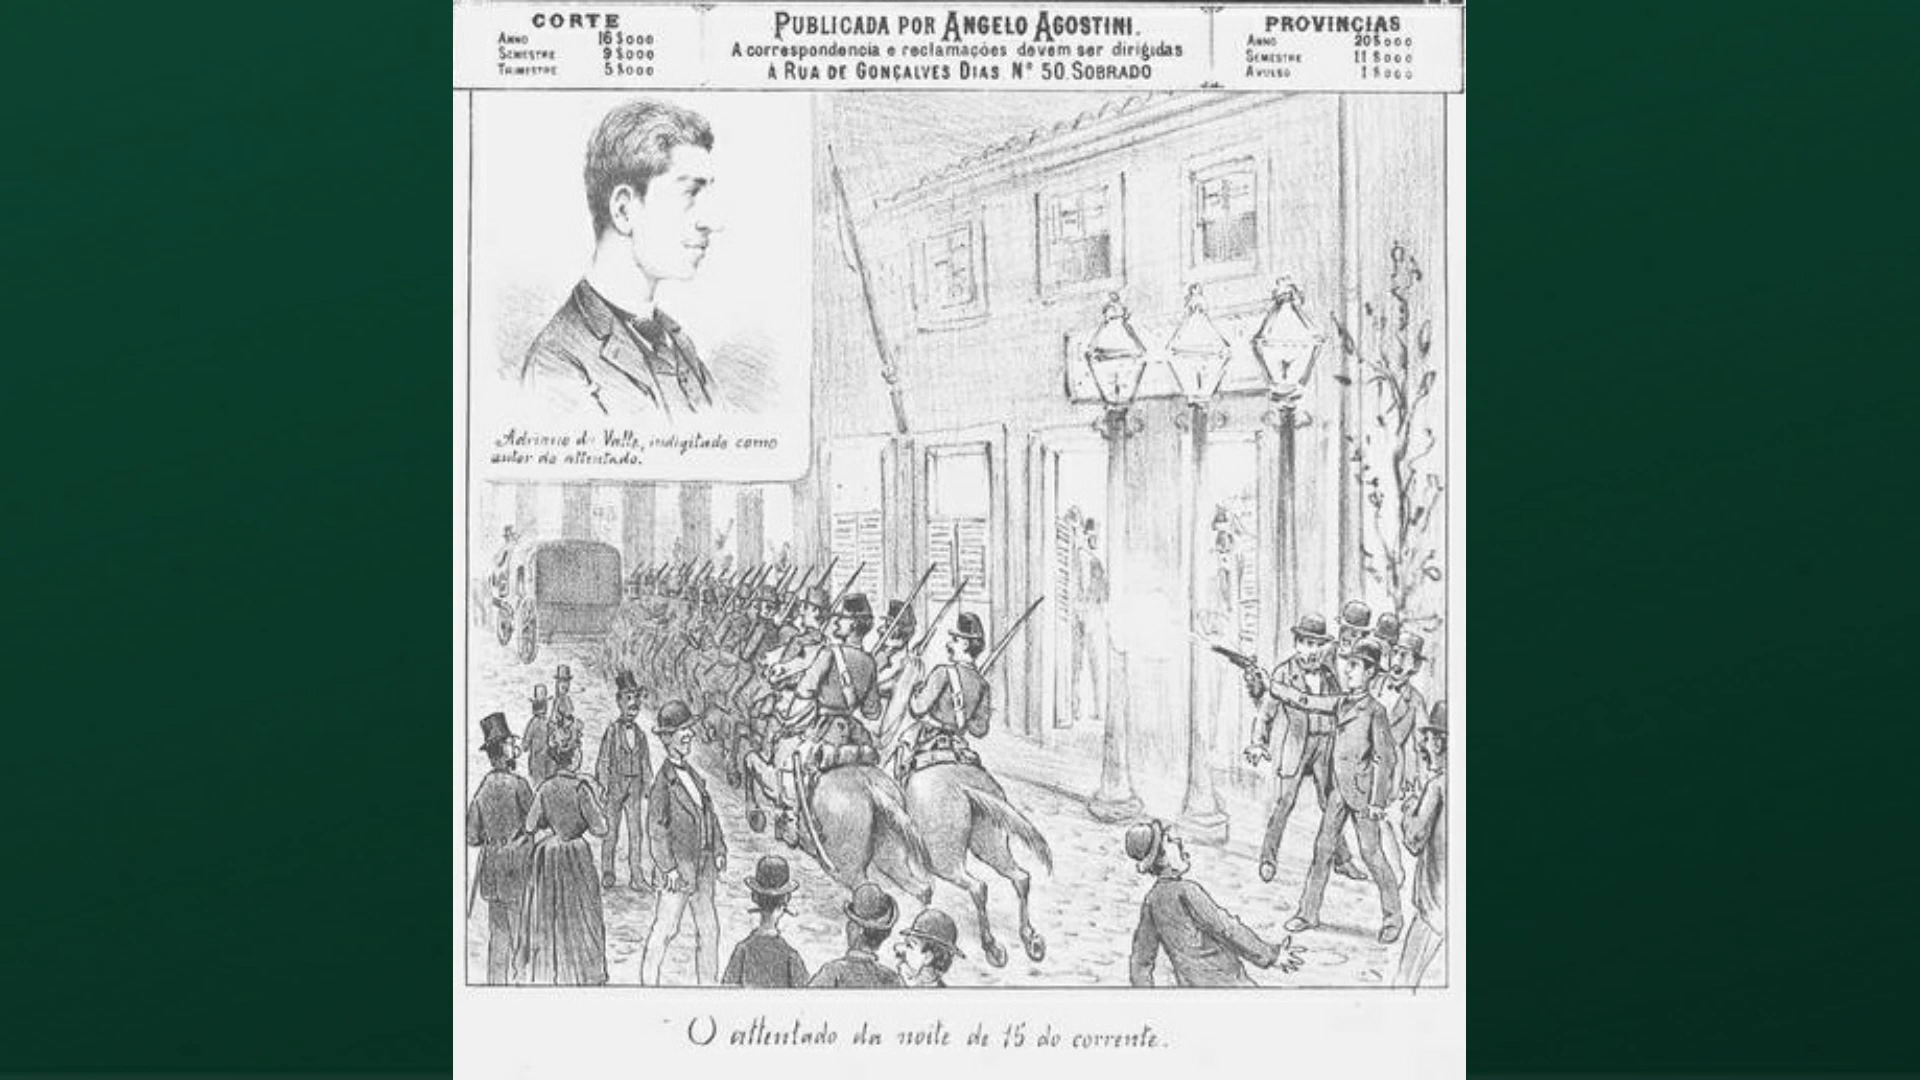 CORTE
ANNO 16$000
SEMESTRE 9$000
TRIMESTRE 5$000
PUBLICADA POR ANGELO AGOSTINI.
A correspondencia e reclamações devem ser dirigidas
À RUA DE GONÇALVES DIAS Nº 50, SOBRADO
PROVINCIAS
ANNO 20$000
SEMESTRE 11$000
AVULSO 1$000
Adriano do Valle, indigitado como
autor do attentado.
O attentado da noite de 15 do corrente.